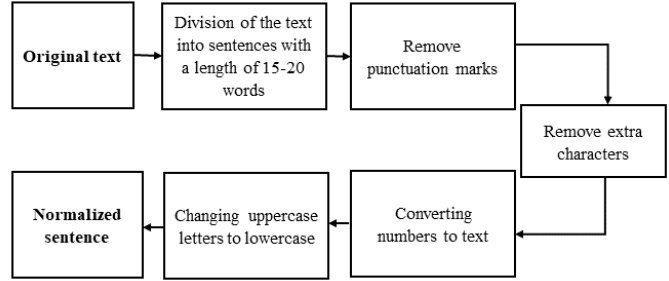 Original text
Division of the text
into sentences with
a length of 15-20
words
Remove
punctuation marks
Remove extra
characters
Converting
numbers to text
Changing uppercase
letters to lowercase
Normalized
sentence